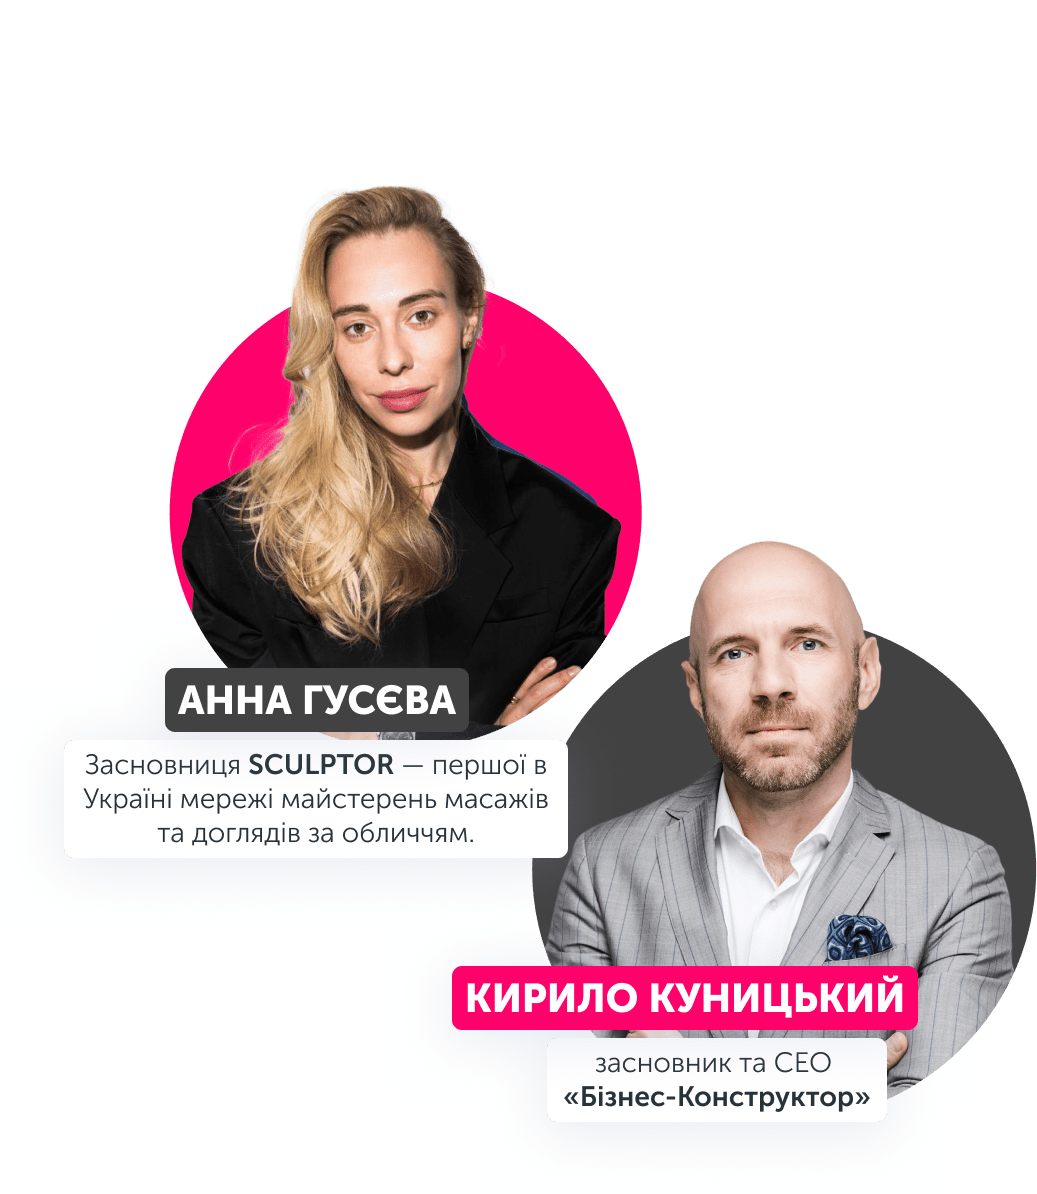 АННА ГУСЄВА
Засновниця SCULPTOR — першої в
Україні мережі майстерень масажів
та доглядів за обличчям.
КИРИЛО КУНИЦЬКИЙ
засновник та СЕО
«Бізнес-Конструктор»